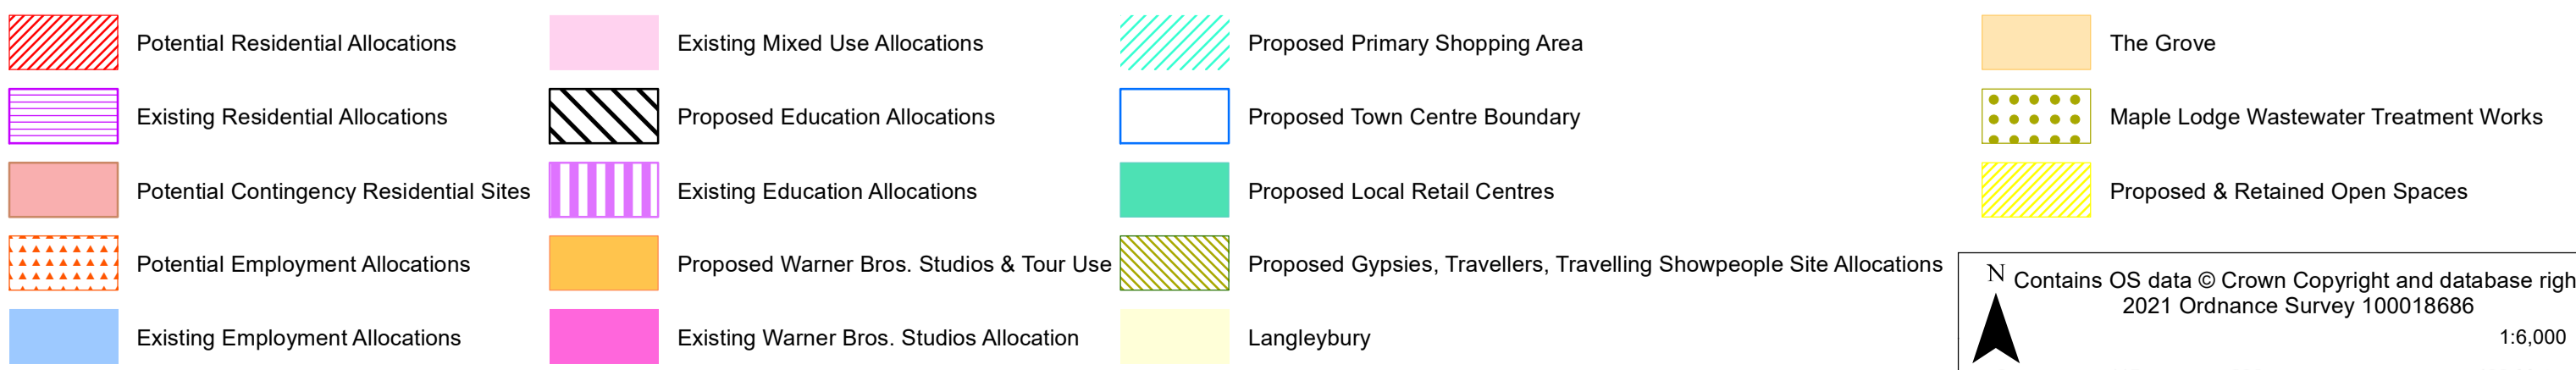 Potential Residential Allocations
Existing Residential Allocations
Potential Contingency Residential Sites
Potential Employment Allocations
Existing Employment Allocations
Existing Mixed Use Allocations
Proposed Education Allocations
Existing Education Allocations
Proposed Warner Bros. Studios & Tour Use
Existing Warner Bros. Studios Allocation
Proposed Primary Shopping Area
Proposed Town Centre Boundary
Proposed Local Retail Centres
Proposed Gypsies, Travellers, Travelling Showpeople Site Allocations
Langleybury
The Grove
Maple Lodge Wastewater Treatment Works
Proposed & Retained Open Spaces
N
Contains OS data © Crown Copyright and database righ
2021 Ordnance Survey 100018686
1:6,000